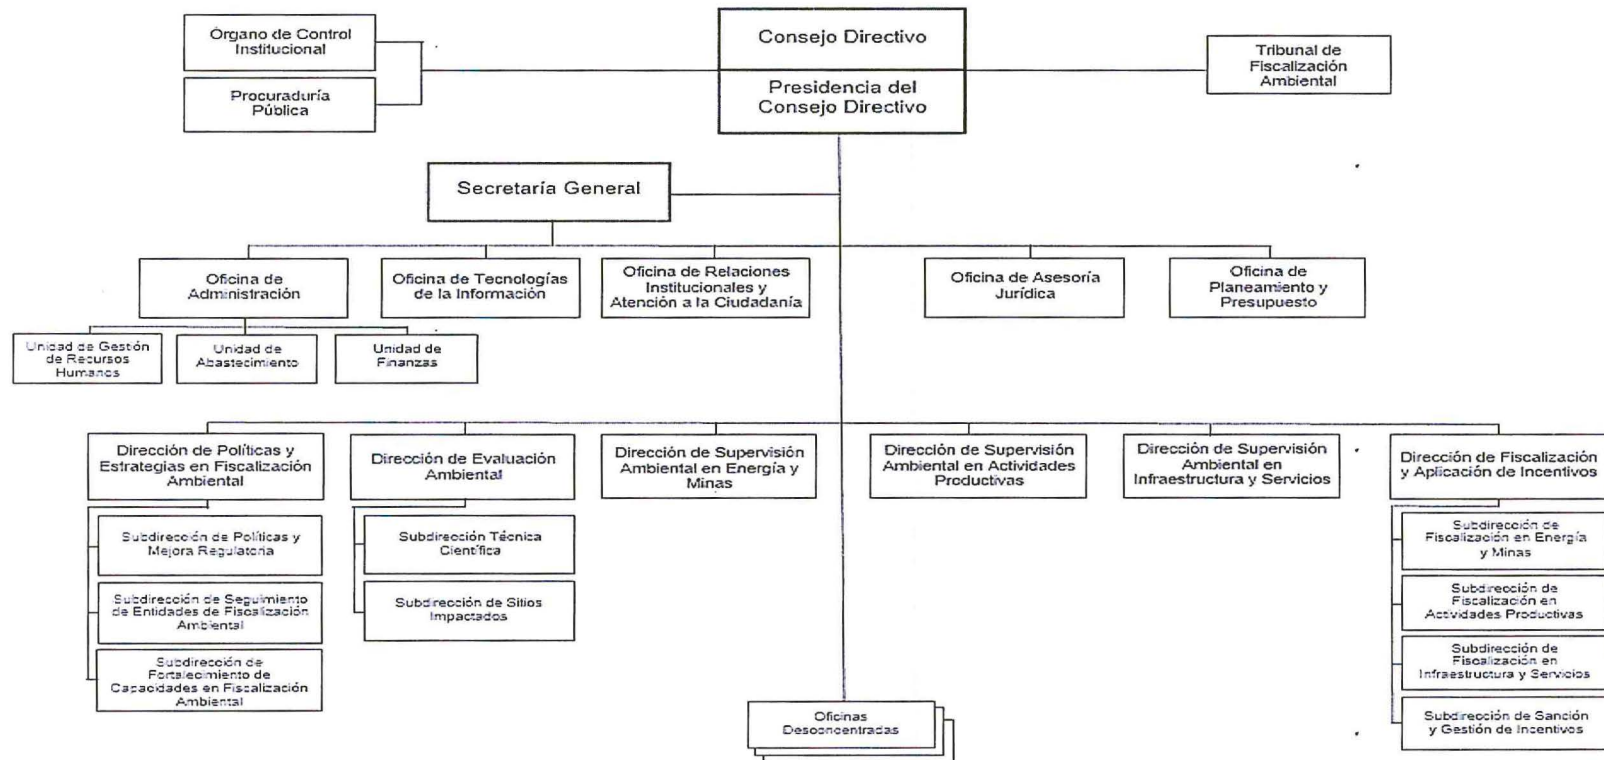 Órgano de Control
Institucional
Procuraduría
Pública
Consejo Directivo
Presidencia del
Consejo Directivo
Tribunal de
Fiscalización
Ambiental
Secretaría General
Oficina de
Administración
Oficina de Tecnologías
de la Información
Oficina de Relaciones
Institucionales y
Atención a la Ciudadanía
Oficina de Asesoría
Jurídica
Oficina de
Planeamiento y
Presupuesto
Unidad de Gestión
de Recursos
Humanos
Unidad de
Abastecimiento
Unidad de
Finanzas
Dirección de Políticas y
Estrategias en Fiscalización
Ambiental
Dirección de Evaluación
Ambiental
Dirección de Supervisión
Ambiental en Energía y
Minas
Dirección de Supervisión
Ambiental en Actividades
Productivas
Dirección de Supervisión
Ambiental en
Infraestructura y Servicios
Dirección de Fiscalización
y Aplicación de Incentivos
Subdirección de Políticas y
Mejora Regulatoria
Subdirección de Seguimiento
de Entidades de Fiscalización
Ambiental
Subdirección de
Fortalecimiento de
Capacidades en Fiscalización
Ambiental
Subdirección Técnica
Científica
Subdirección de Sitios
Impactados
Subdirección de
Fiscalización en Energía
y Minas
Subdirección de
Fiscalización en
Actividades Productivas
Subdirección de
Fiscalización en
Infraestructura y Servicios
Subdirección de Sanción
y Gestión de Incentivos
Oficinas
Desconcentradas